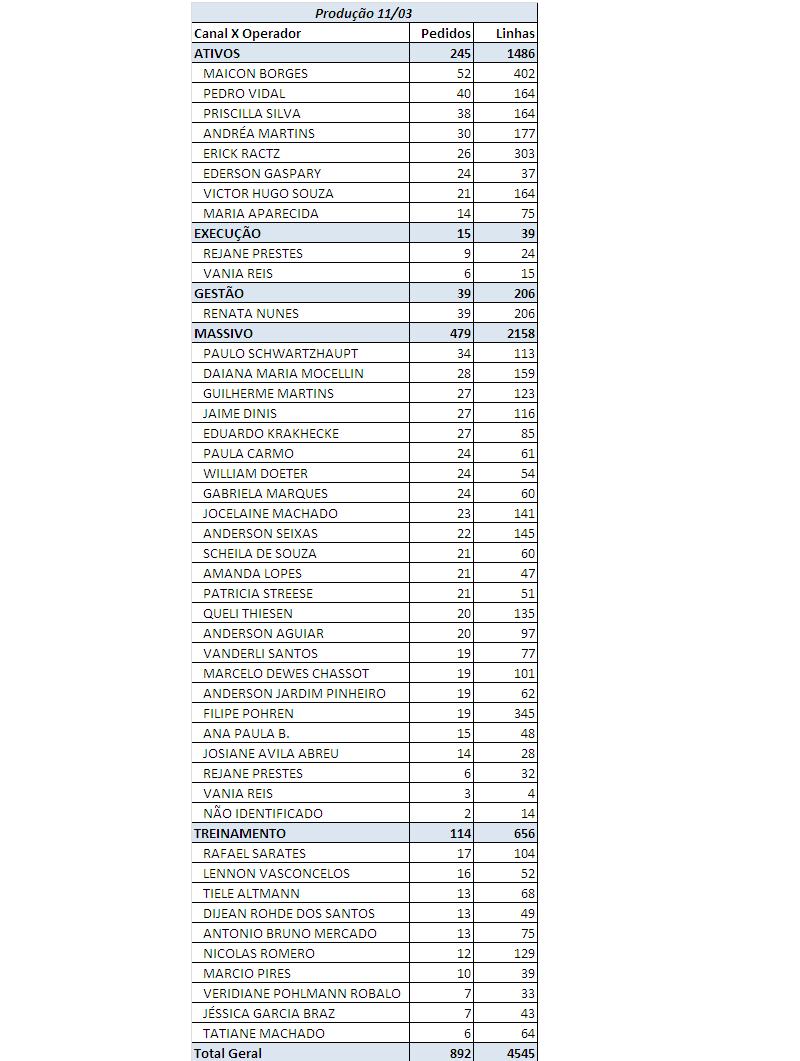 Produção 11/03
Canal X Operador Pedidos Linhas
ATIVOS 245 1486
MAICON BORGES 52 402
PEDRO VIDAL 40 164
PRISCILLA SILVA 38 164
ANDRÉA MARTINS 30 177
ERICK RACTZ 26 303
EDERSON GASPARY 24 37
VICTOR HUGO SOUZA 21 164
MARIA APARECIDA 14 75
EXECUÇÃO 15 39
REJANE PRESTES 9 24
VANIA REIS 6 15
GESTÃO 39 206
RENATA NUNES 39 206
MASSIVO 479 2158
PAULO SCHWARTZHAUPT 34 113
DAIANA MARIA MOCELLIN 28 159
GUILHERME MARTINS 27 123
JAIME DINIS 27 116
EDUARDO KRAKHECKE 27 85
PAULA CARMO 24 61
WILLIAM DOETER 24 54
GABRIELA MARQUES 24 60
JOCELAINE MACHADO 23 141
ANDERSON SEIXAS 22 145
SCHEILA DE SOUZA 21 60
AMANDA LOPES 21 47
PATRICIA STREESE 21 51
QUELI THIESEN 20 135
ANDERSON AGUIAR 20 97
VANDERLI SANTOS 19 77
MARCELO DEWES CHASSOT 19 101
ANDERSON JARDIM PINHEIRO 19 62
FILIPE POHREN 19 345
ANA PAULA B. 15 48
JOSIANE AVILA ABREU 14 28
REJANE PRESTES 6 32
VANIA REIS 3 4
NÃO IDENTIFICADO 2 14
TREINAMENTO 114 656
RAFAEL SARATES 17 104
LENNON VASCONCELOS 16 52
TIELE ALTMANN 13 68
DIJEAN ROHDE DOS SANTOS 13 49
ANTONIO BRUNO MERCADO 13 75
NICOLAS ROMERO 12 129
MARCIO PIRES 10 39
VERIDIANE POHLMANN ROBALO 7 33
JÉSSICA GARCIA BRAZ 7 43
TATIANE MACHADO 6 64
Total Geral 892 4545